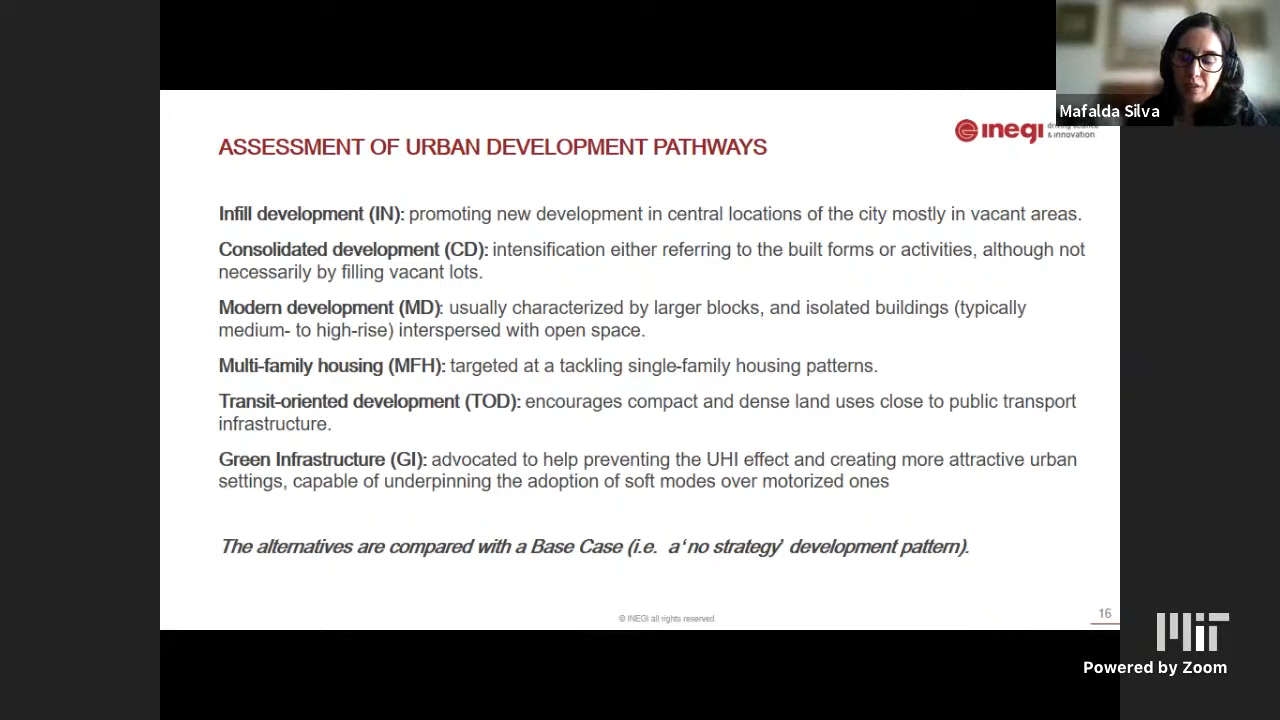 Mafalda Silva
inegi driving science
& innovation
ASSESSMENT OF URBAN DEVELOPMENT PATHWAYS
Infill development (IN): promoting new development in central locations of the city mostly in vacant areas.
Consolidated development (CD): intensification either referring to the built forms or activities, although not
necessarily by filling vacant lots.
Modern development (MD): usually characterized by larger blocks, and isolated buildings (typically
medium- to high-rise) interspersed with open space.
Multi-family housing (MFH): targeted at a tackling single-family housing patterns.
Transit-oriented development (TOD): encourages compact and dense land uses close to public transport
infrastructure.
Green Infrastructure (GI): advocated to help preventing the UHI effect and creating more attractive urban
settings, capable of underpinning the adoption of soft modes over motorized ones
The alternatives are compared with a Base Case (i.e. a 'no strategy' development pattern).
© INEGI all rights reserved
16
MIT
Powered by Zoom